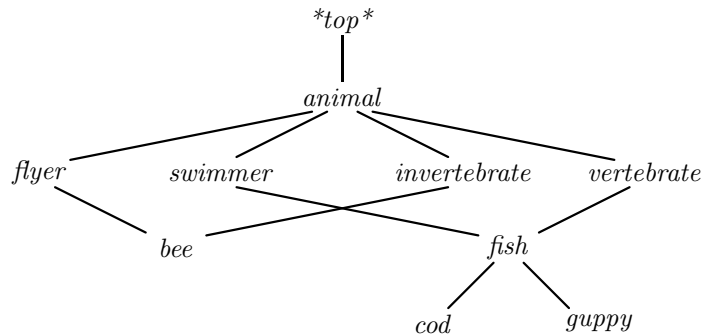 *top*
animal
flyer swimmer invertebrate vertebrate
bee fish
cod guppy